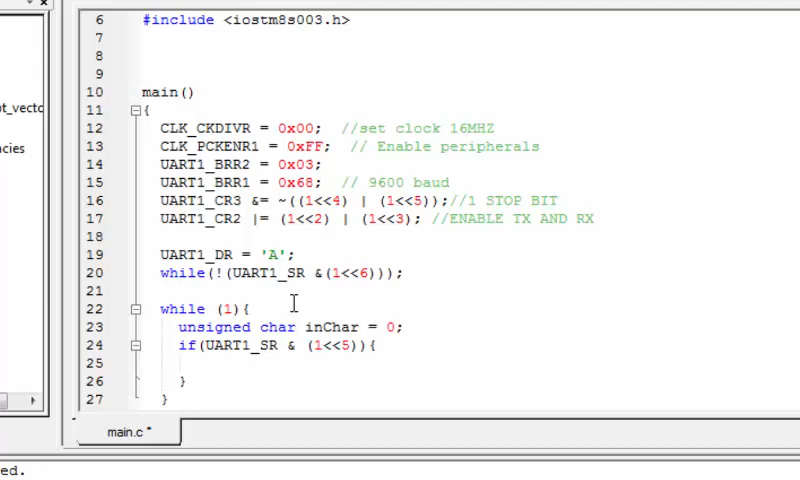 6 #include <iostm8s003.h>
7
8
9
10 main()
11 {
12 CLK_CKDIVR = 0x00; //set clock 16MHZ
13 CLK_PCKENR1 = 0xFF; // Enable peripherals
14 UART1_BRR2 = 0x03;
15 UART1_BRR1 = 0x68; // 9600 baud
16 UART1_CR3 &= ~((1<<4) | (1<<5));//1 STOP BIT
17 UART1_CR2 |= (1<<2) | (1<<3); //ENABLE TX AND RX
18
19 UART1_DR = 'A';
20 while(!(UART1_SR &(1<<6)));
21
22 while (1){
23 unsigned char inChar = 0;
24 if(UART1_SR & (1<<5)){
25
26 }
27 }
pt_vecto
cies
main.c *
ed.